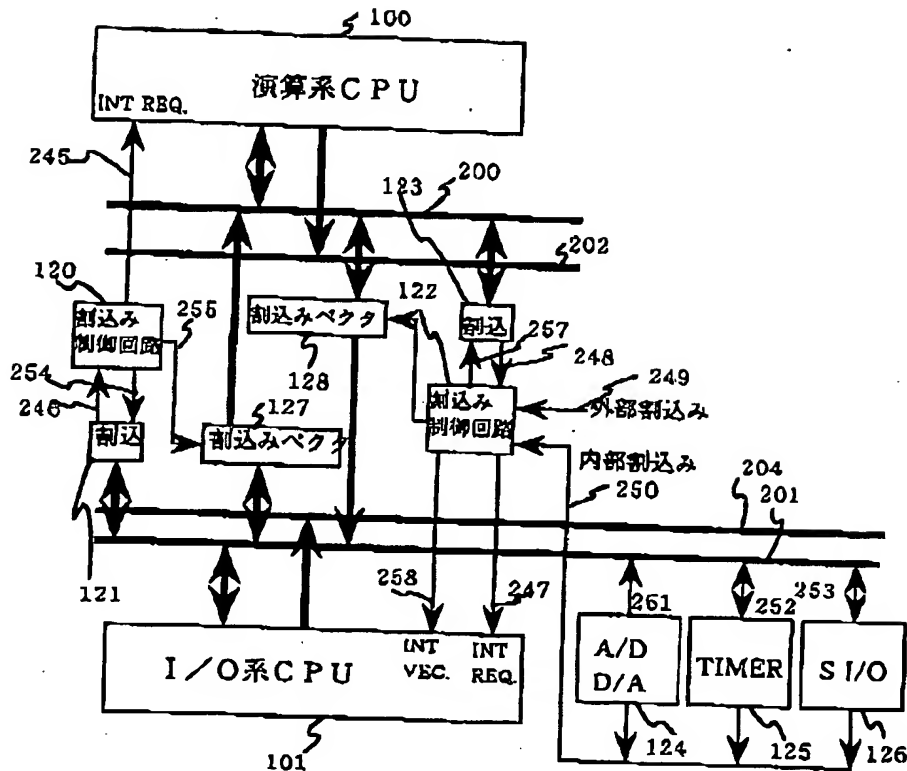 100
演算系CPU
INT REQ.
245
123
200
202
120
割込み
制御回路
255
割込みベクタ
122
割込
257
248
128
254
246
249
外部割込み
割込み
制御回路
127
割込
割込みベクタ
内部割込み
250
204
201
121
258
247
261
252
253
I/O系CPU
INT
VEC.
INT
REQ.
A/D
D/A
TIMER
SI/O
101
124
125
126